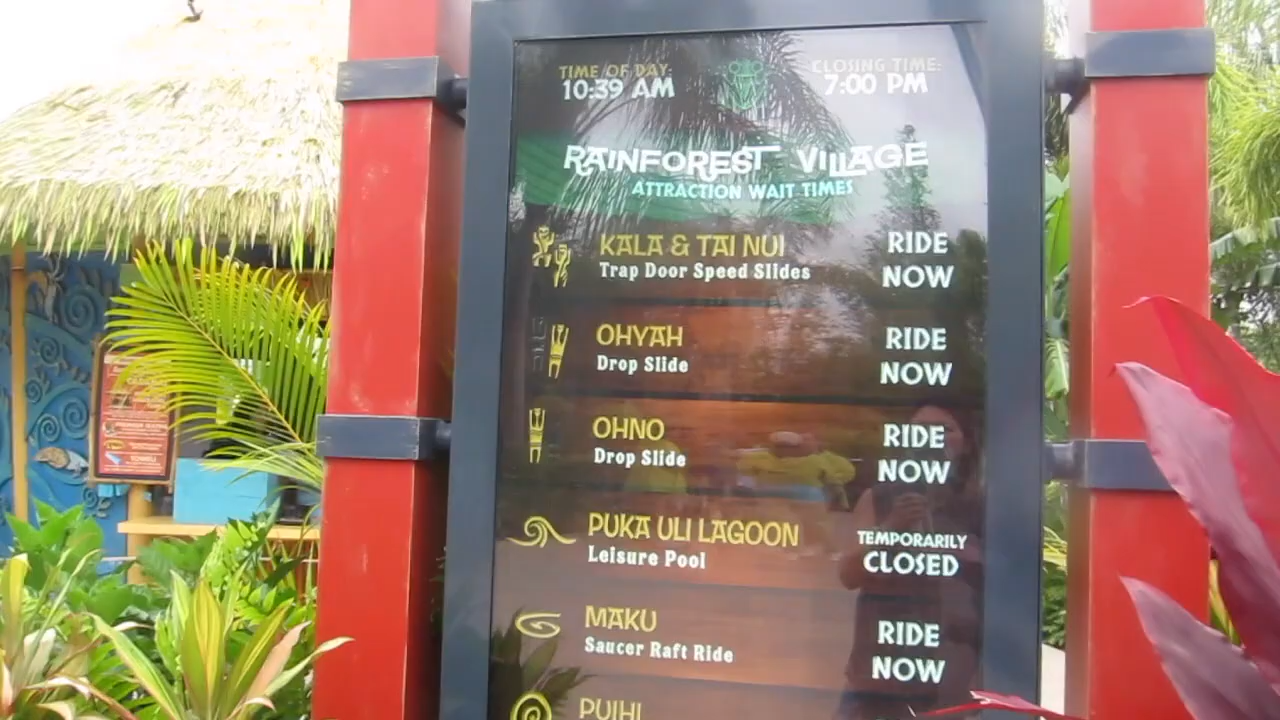 TIME OF DAY:
10:39 AM
CLOSING TIME:
7:00 PM
RAINFOREST VILLAGE
ATTRACTION WAIT TIMES
KALA & TAI NUI
Trap Door Speed Slides
RIDE
NOW
OHYAH
Drop Slide
RIDE
NOW
OHNO
Drop Slide
RIDE
NOW
PUKA ULI LAGOON
Leisure Pool
TEMPORARILY
CLOSED
MAKU
Saucer Raft Ride
RIDE
NOW
PUIHI